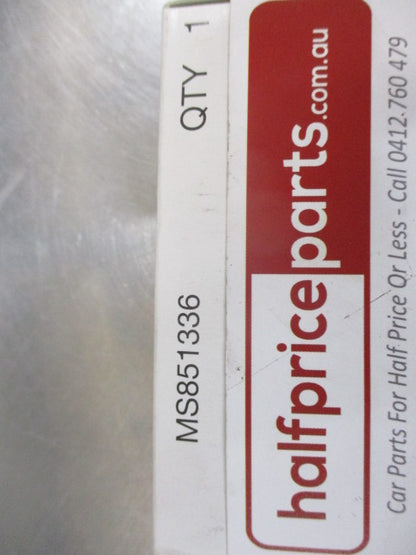 MS851336 QTY 1
halfpriceparts.com.au
Car Parts For Half Price Or Less - Call 0412 760 479